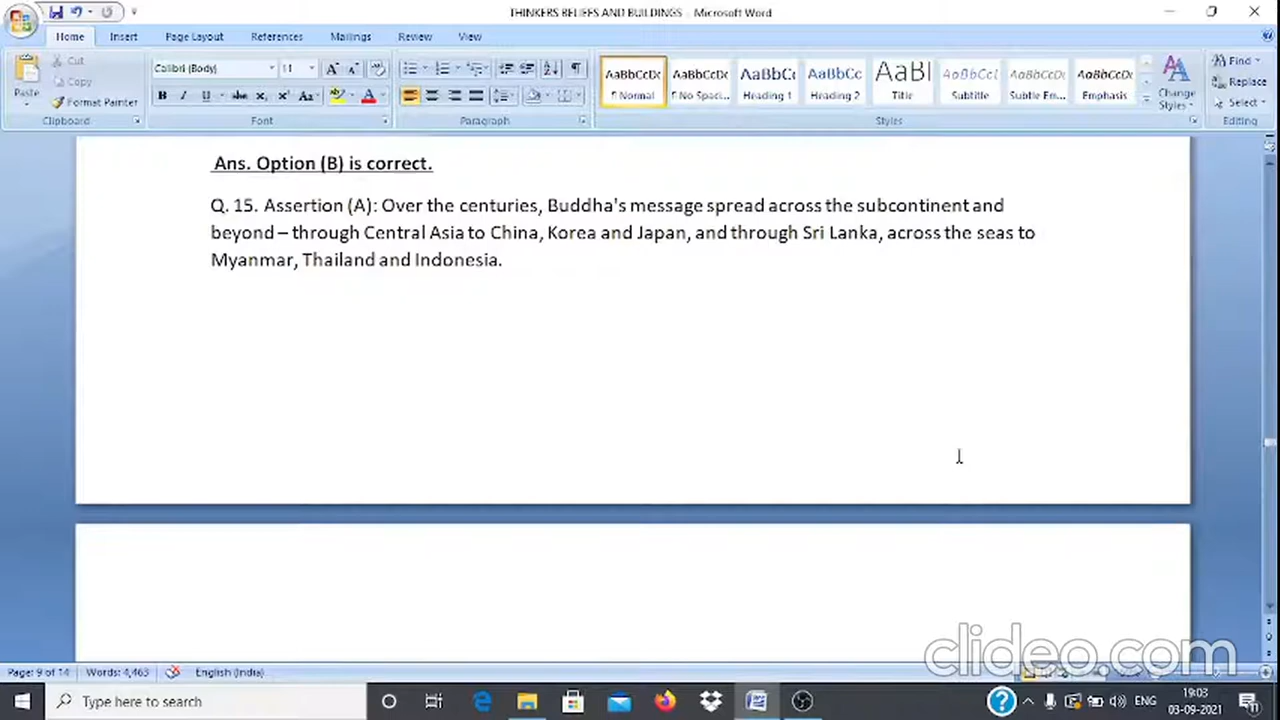 THINKERS BELIEFS AND BUILDINGS - Microsoft Word
Home Insert Page Layout References Mailings Review View
Cut
Copy
Paste
Format Painter
Clipboard
Calibri (Body) 11
Font
Paragraph
AaBbCcDc AaBbCcDc AaBbC AaBbCc AaBl AaBbCcl AaBbCcDc AaBbCcDc
¶ Normal ¶ No Spaci... Heading 1 Heading 2 Title Subtitle Subtle Em... Emphasis
Styles
Change Styles
Find
Replace
Select
Editing
Ans. Option (B) is correct.
Q. 15. Assertion (A): Over the centuries, Buddha's message spread across the subcontinent and
beyond – through Central Asia to China, Korea and Japan, and through Sri Lanka, across the seas to
Myanmar, Thailand and Indonesia.
clideo.com
Page: 9 of 14 Words: 4,463 English (India)
Type here to search
ENG
19:03
03-09-2021